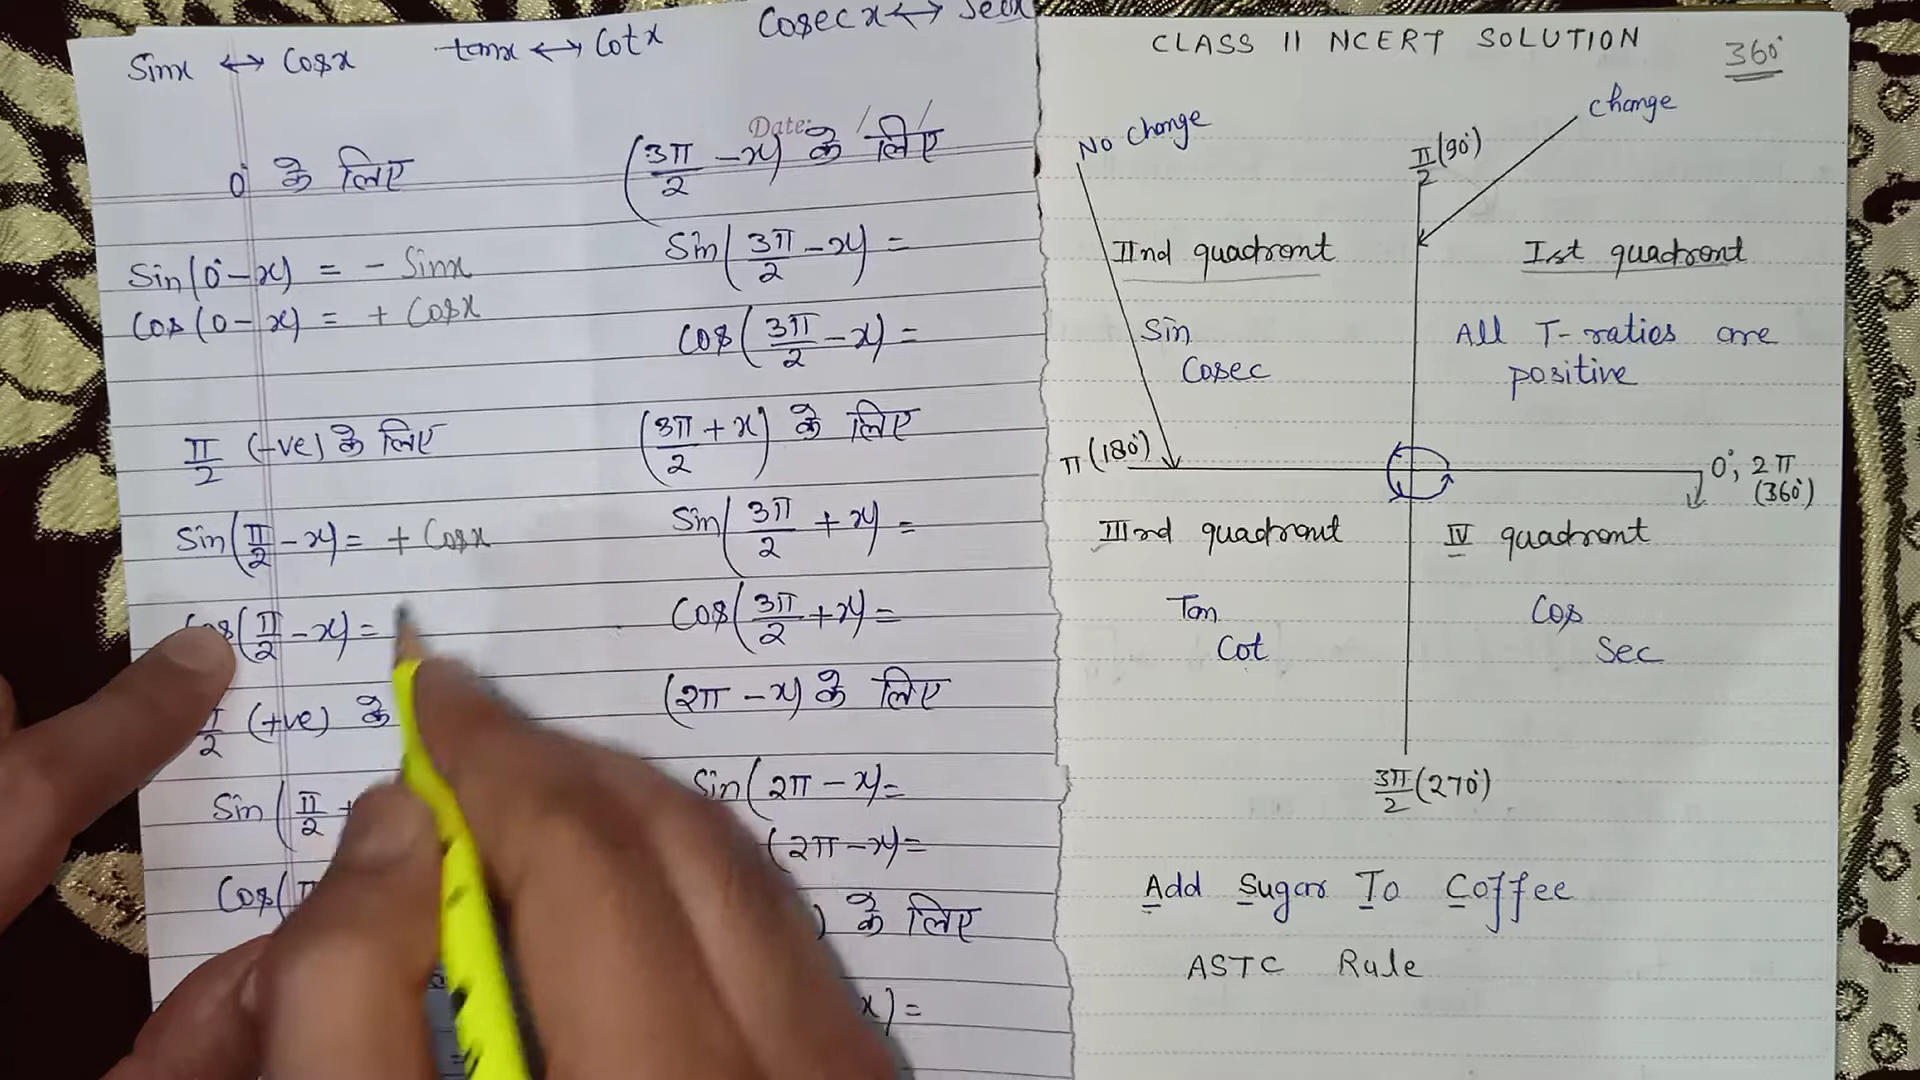 Sinx ↔ Cosx tanx ↔ Cotx Cosec x ↔ Secx
Date: / /
0° के लिए
Sin(0°-x) = - Sinx
Cos(0-x) = + Cosx
π/2 (+ve) के लिए
Sin(π/2 - x) = + Cosx
Cos(π/2 - x) =
π/2 (+ve) के
Sin(π/2 +
Cos(
(3π/2 - x) के लिए
Sin(3π/2 - x) =
Cos(3π/2 - x) =
(3π/2 + x) के लिए
Sin(3π/2 + x) =
Cos(3π/2 + x) =
(2π - x) के लिए
Sin(2π - x) =
(2π - x) =
) के लिए
x) =
CLASS 11 NCERT SOLUTION
360°
No change
change
π/2 (90°)
IInd quadrant
Ist quadrant
Sin
Cosec
All T-ratios are
positive
π (180°)
0°, 2π
(360°)
IIIrd quadrant
IV quadrant
Tan
Cot
Cos
Sec
3π/2 (270°)
Add Sugar To Coffee
ASTC Rule